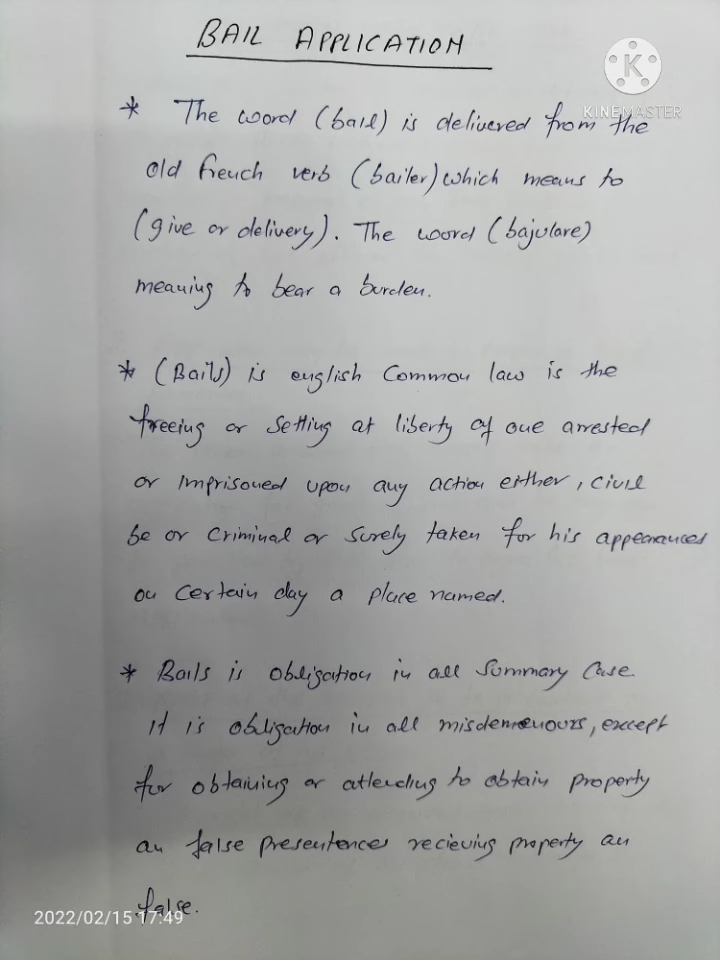 BAIL APPLICATION
K
KINEMASTER
* The word (bail) is delivered from the
old french verb (bailer) which means to
(give or delivery). The word (bajulare)
meaning to bear a burden.
* (Bails) is english Common law is the
freeing or setting at liberty of one arrested
or imprisoned upon any action either, civil
be or criminal or surely taken for his appearances
on certain day a place named.
* Bails is obligation in all Summary Case
it is obligation in all misdemenours, except
for obtaining or attending to obtain property
an false presentences recieving property an
false.
2022/02/15 17:49